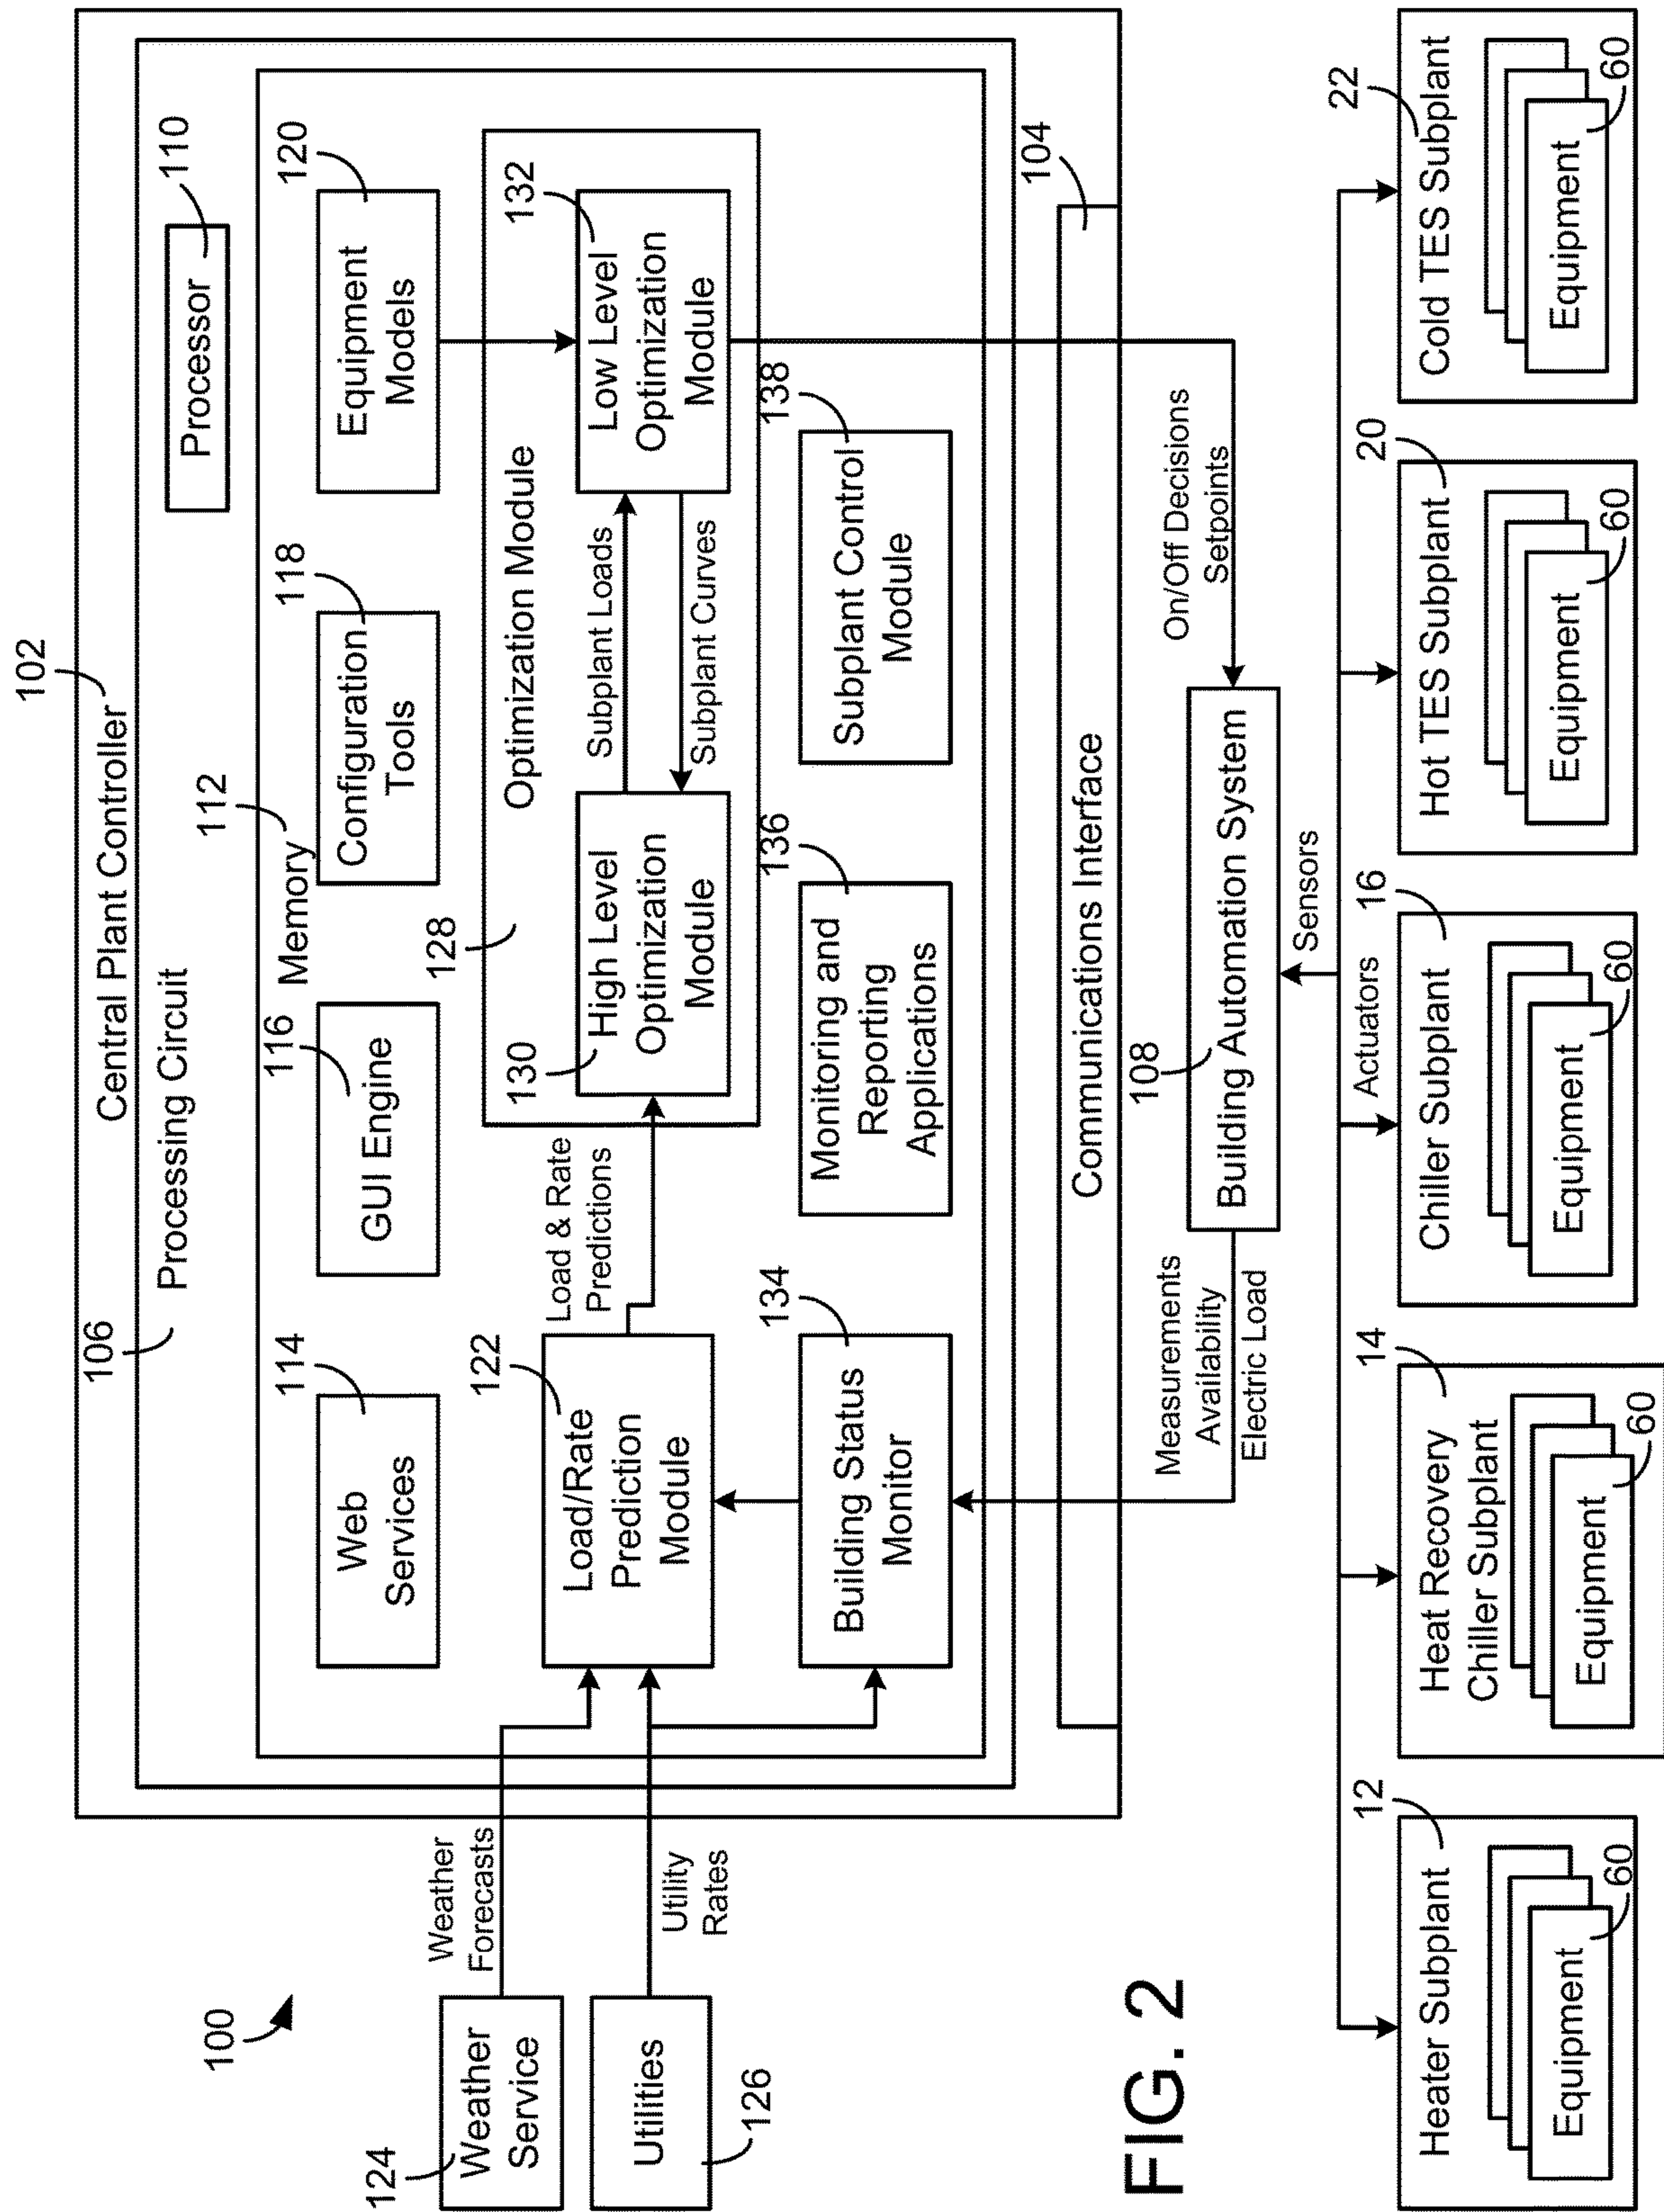 100
102
Central Plant Controller
106
Processing Circuit
Processor
110
112
Memory
114
Web
Services
116
GUI Engine
118
Configuration
Tools
120
Equipment
Models
124
Weather
Service
Weather
Forecasts
Utilities
126
Utility
Rates
122
Load/Rate
Prediction
Module
Load & Rate
Predictions
128
Optimization Module
130
High Level
Optimization
Module
Subplant Loads
Subplant Curves
132
Low Level
Optimization
Module
134
Building Status
Monitor
136
Monitoring and
Reporting
Applications
138
Subplant Control
Module
Communications Interface
104
Measurements
Availability
Electric Load
108
Building Automation System
On/Off Decisions
Setpoints
Actuators
Sensors
12
Heater Subplant
Equipment
60
14
Heat Recovery
Chiller Subplant
Equipment
60
16
Chiller Subplant
Equipment
60
20
Hot TES Subplant
Equipment
60
22
Cold TES Subplant
Equipment
60
FIG. 2